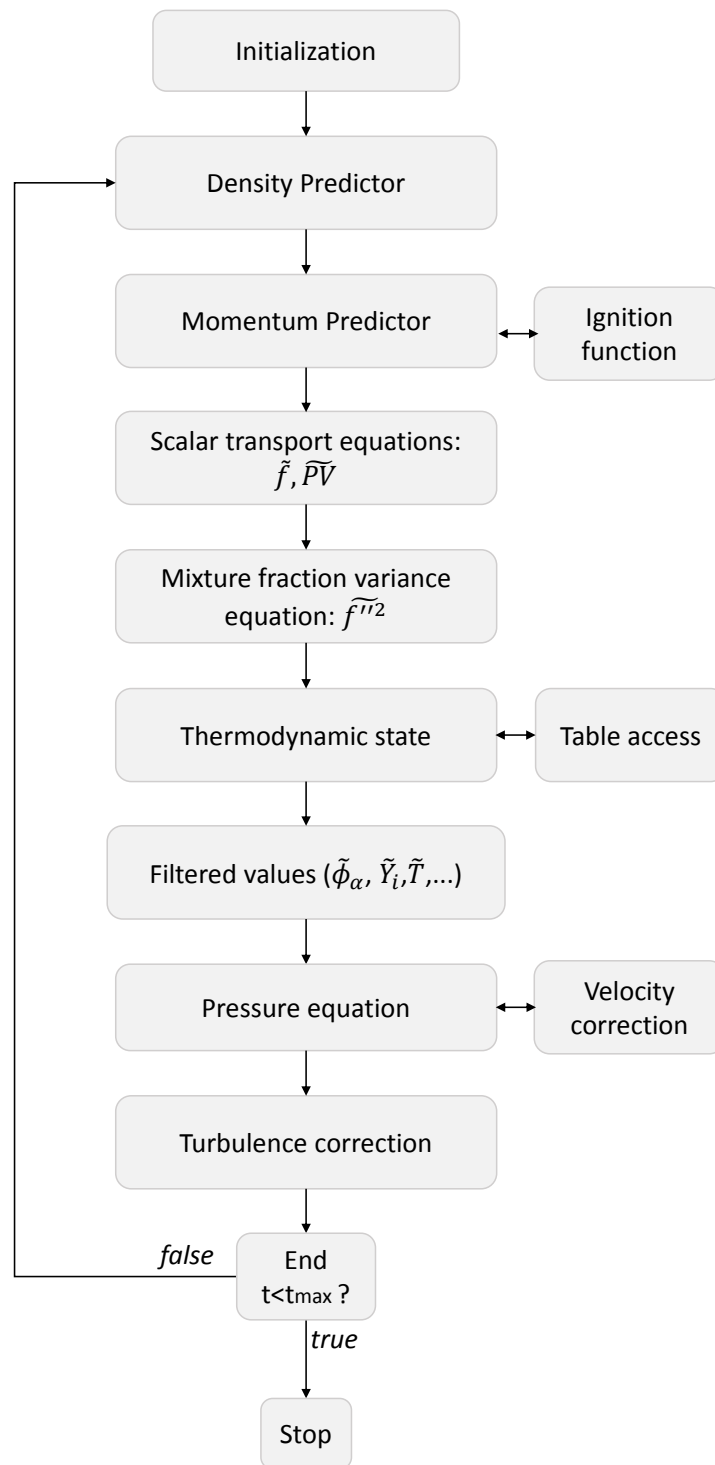 Initialization
Density Predictor
Momentum Predictor
Ignition
function
Scalar transport equations:
f̃, P͠V
Mixture fraction variance
equation: f″²͠
Thermodynamic state
Table access
Filtered values (ϕ̃α, Ỹi,T̃,...)
Pressure equation
Velocity
correction
Turbulence correction
false
End
t<tmax ?
true
Stop